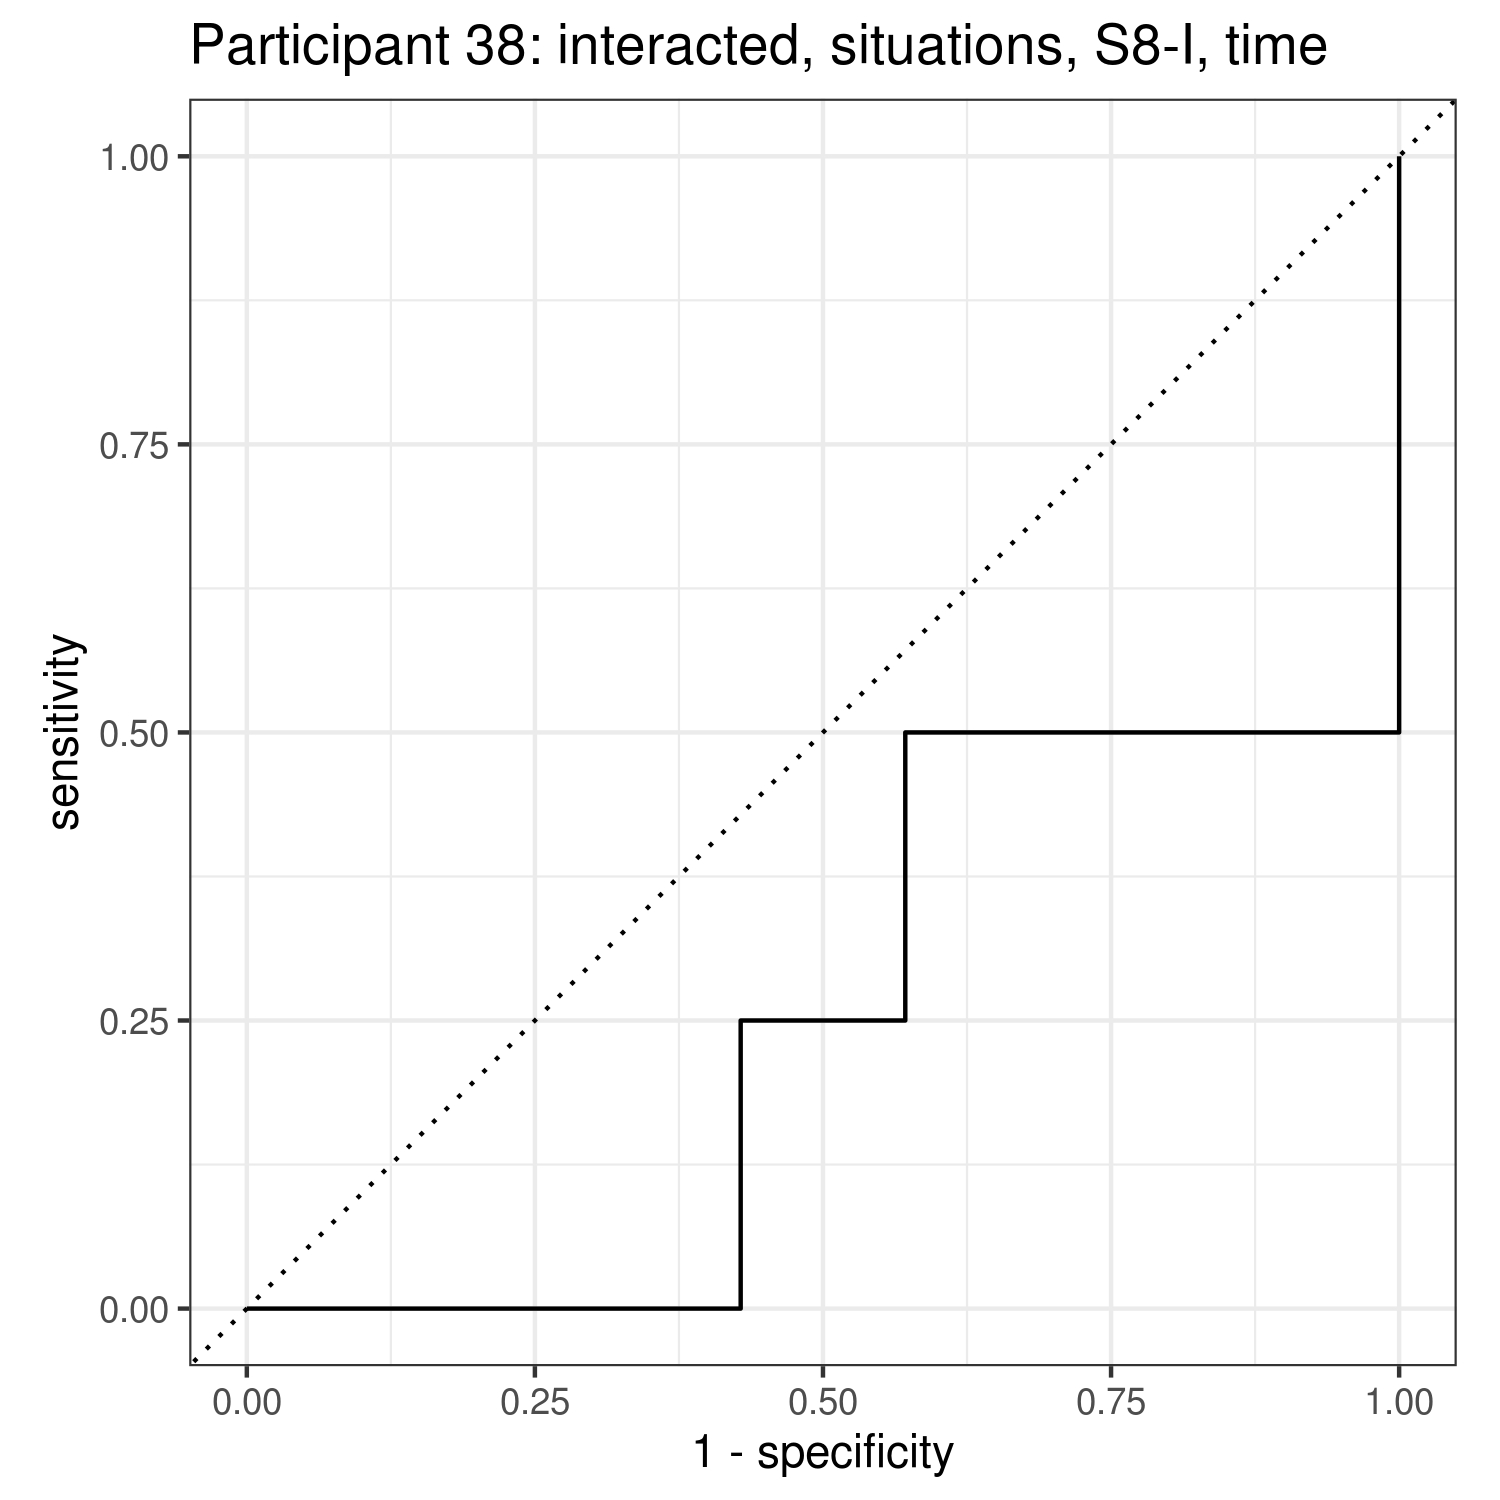 Participant 38: interacted, situations, S8-I, time
1.00
0.75
0.50
0.25
0.00
sensitivity
0.00 0.25 0.50 0.75 1.00
1 - specificity